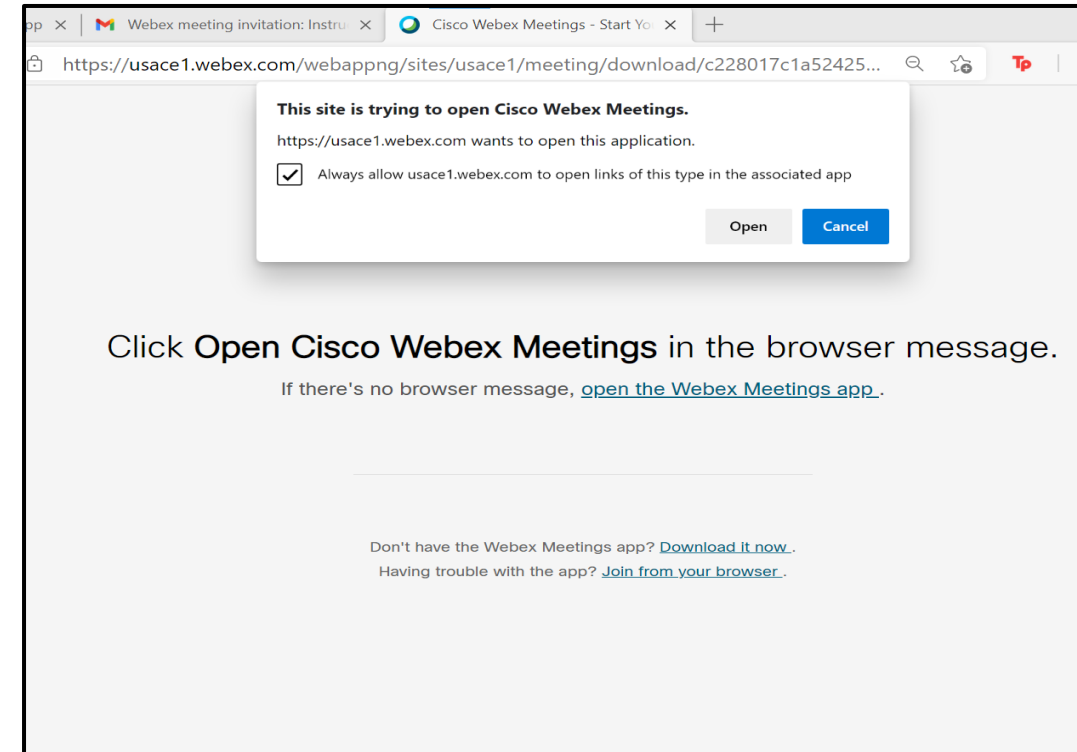 pp
Webex meeting invitation: Instru
Cisco Webex Meetings - Start Yo
https://usace1.webex.com/webappng/sites/usace1/meeting/download/c228017c1a52425...
Tp
This site is trying to open Cisco Webex Meetings.
https://usace1.webex.com wants to open this application.
Always allow usace1.webex.com to open links of this type in the associated app
Open
Cancel
Click Open Cisco Webex Meetings in the browser message.
If there's no browser message, open the Webex Meetings app .
Don't have the Webex Meetings app? Download it now .
Having trouble with the app? Join from your browser .